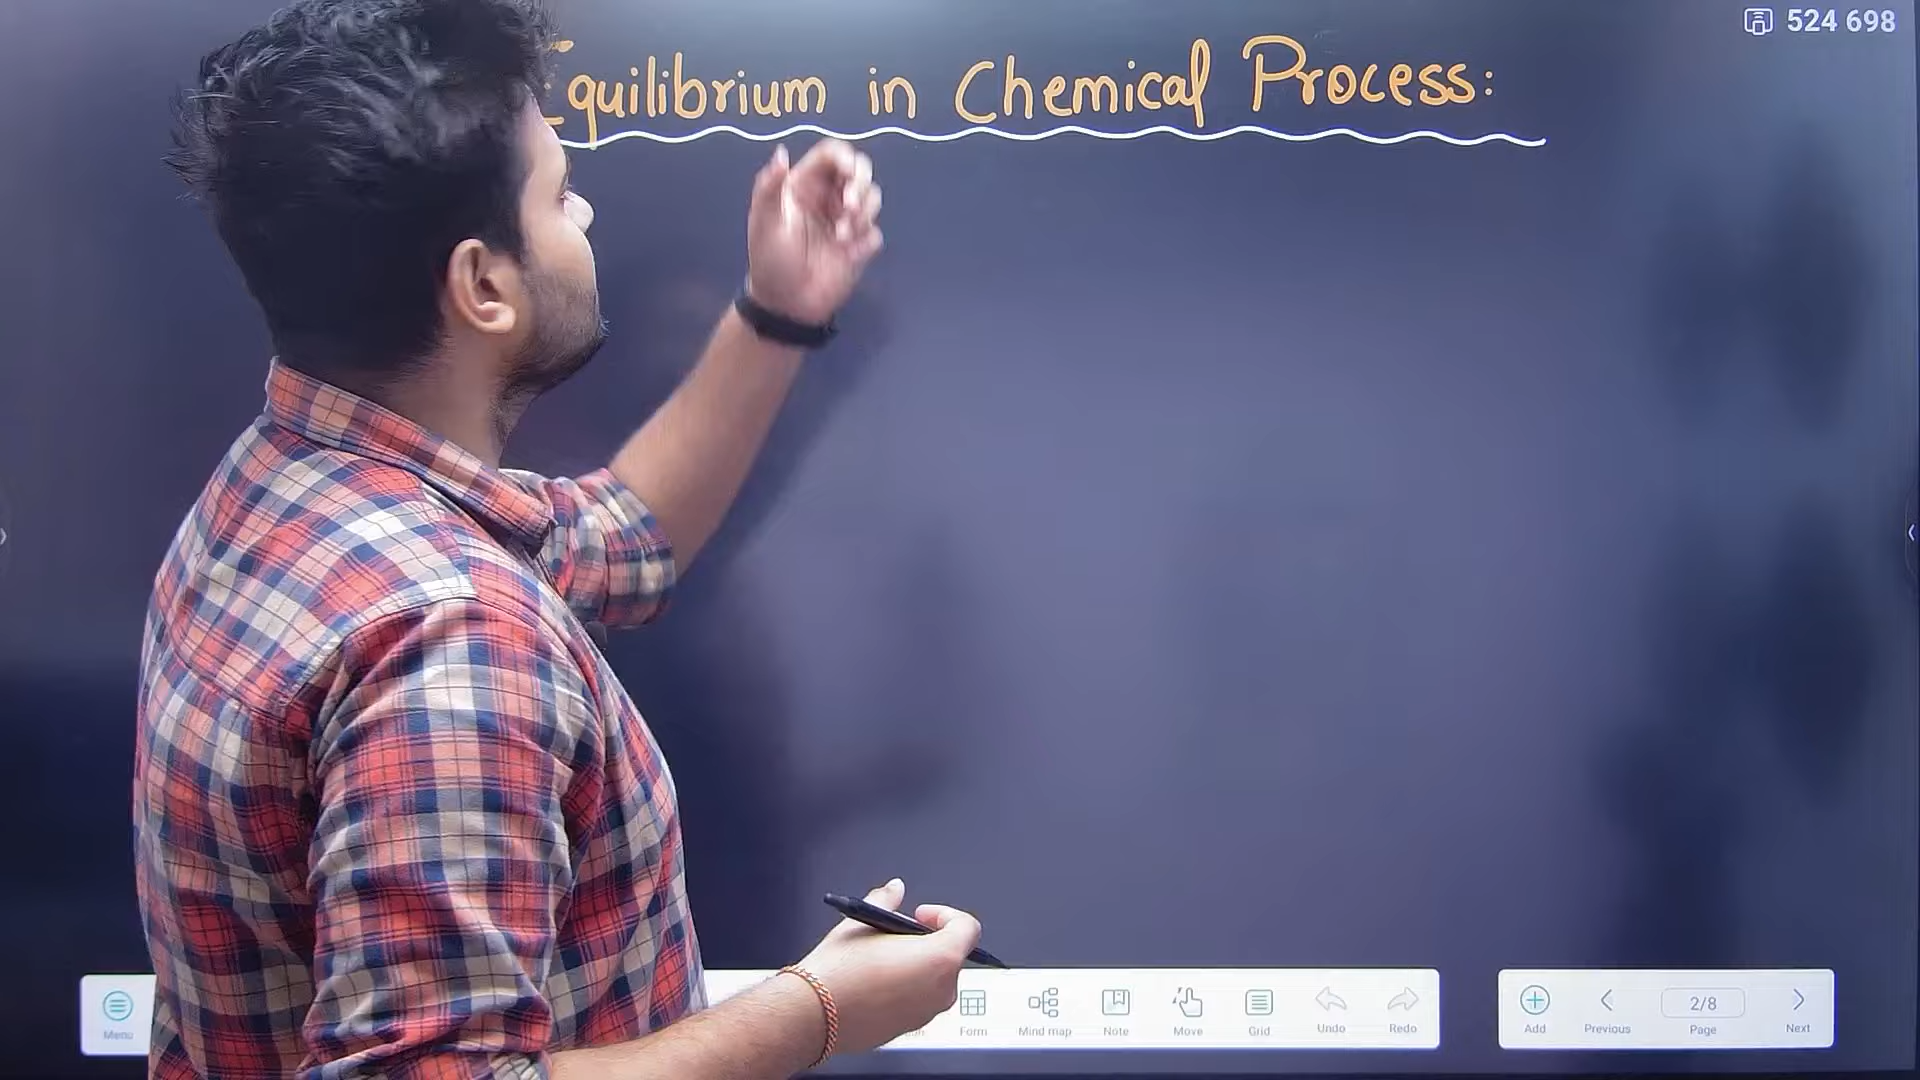 524 698
Equilibrium in Chemical Process:
Menu
Form
Mind map
Note
Move
Grid
Undo
Redo
Add
Previous
2/8
Page
Next